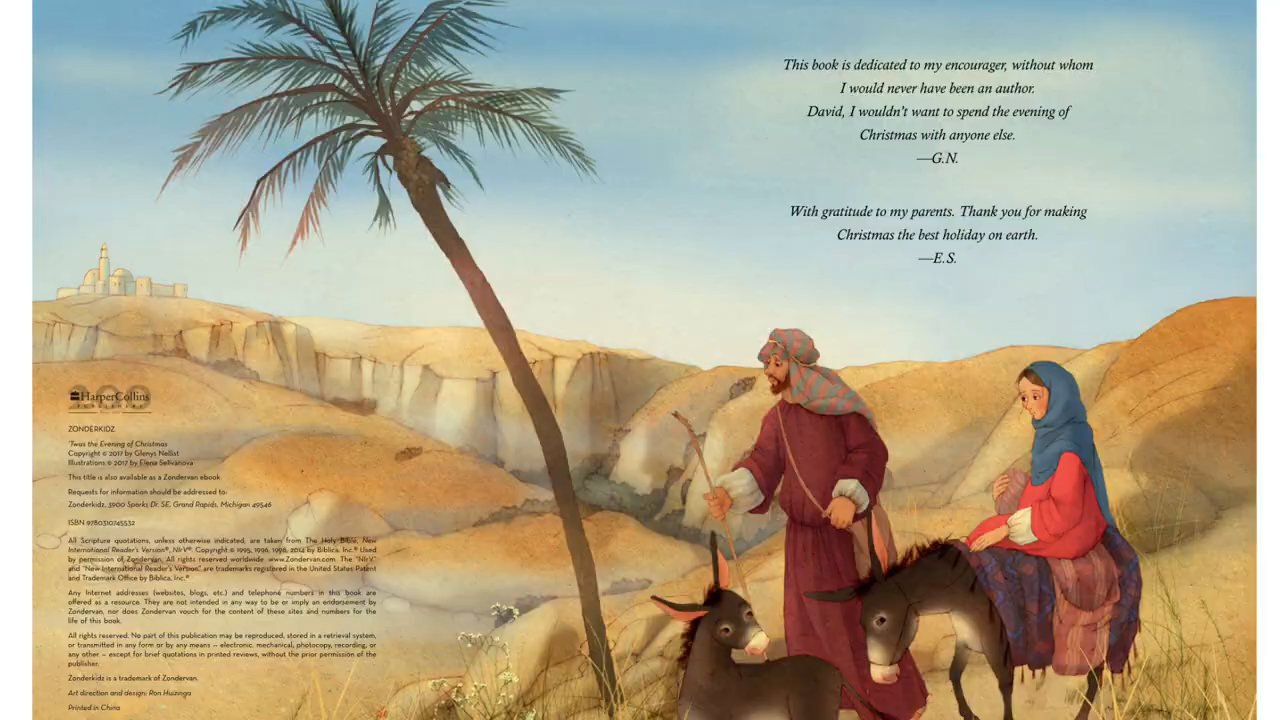 This book is dedicated to my encourager, without whom
I would never have been an author.
David, I wouldn't want to spend the evening of
Christmas with anyone else.
—G.N.
With gratitude to my parents. Thank you for making
Christmas the best holiday on earth.
—E.S.
HarperCollins
PUBLISHERS
ZONDERKIDZ
'Twas the Evening of Christmas
Copyright © 2017 by Glenys Nellist
Illustrations © 2017 by Elena Selivanova
This title is also available as a Zondervan ebook
Requests for information should be addressed to:
Zonderkidz, 3900 Sparks Dr. SE, Grand Rapids, Michigan 49546
ISBN 9780310745532
All Scripture quotations, unless otherwise indicated, are taken from The Holy Bible, New
International Reader's Version®, NIrV®. Copyright © 1995, 1996, 1998, 2014 by Biblica, Inc.® Used
by permission of Zondervan. All rights reserved worldwide www.Zondervan.com. The "NIrV"
and "New International Reader's Version" are trademarks registered in the United States Patent
and Trademark Office by Biblica, Inc.®
Any Internet addresses (websites, blogs, etc.) and telephone numbers in this book are
offered as a resource. They are not intended in any way to be or imply an endorsement by
Zondervan, nor does Zondervan vouch for the content of these sites and numbers for the
life of this book.
All rights reserved. No part of this publication may be reproduced, stored in a retrieval system,
or transmitted in any form or by any means – electronic, mechanical, photocopy, recording, or
any other – except for brief quotations in printed reviews, without the prior permission of the
publisher.
Zonderkidz is a trademark of Zondervan.
Art direction and design: Ron Huizinga
Printed in China